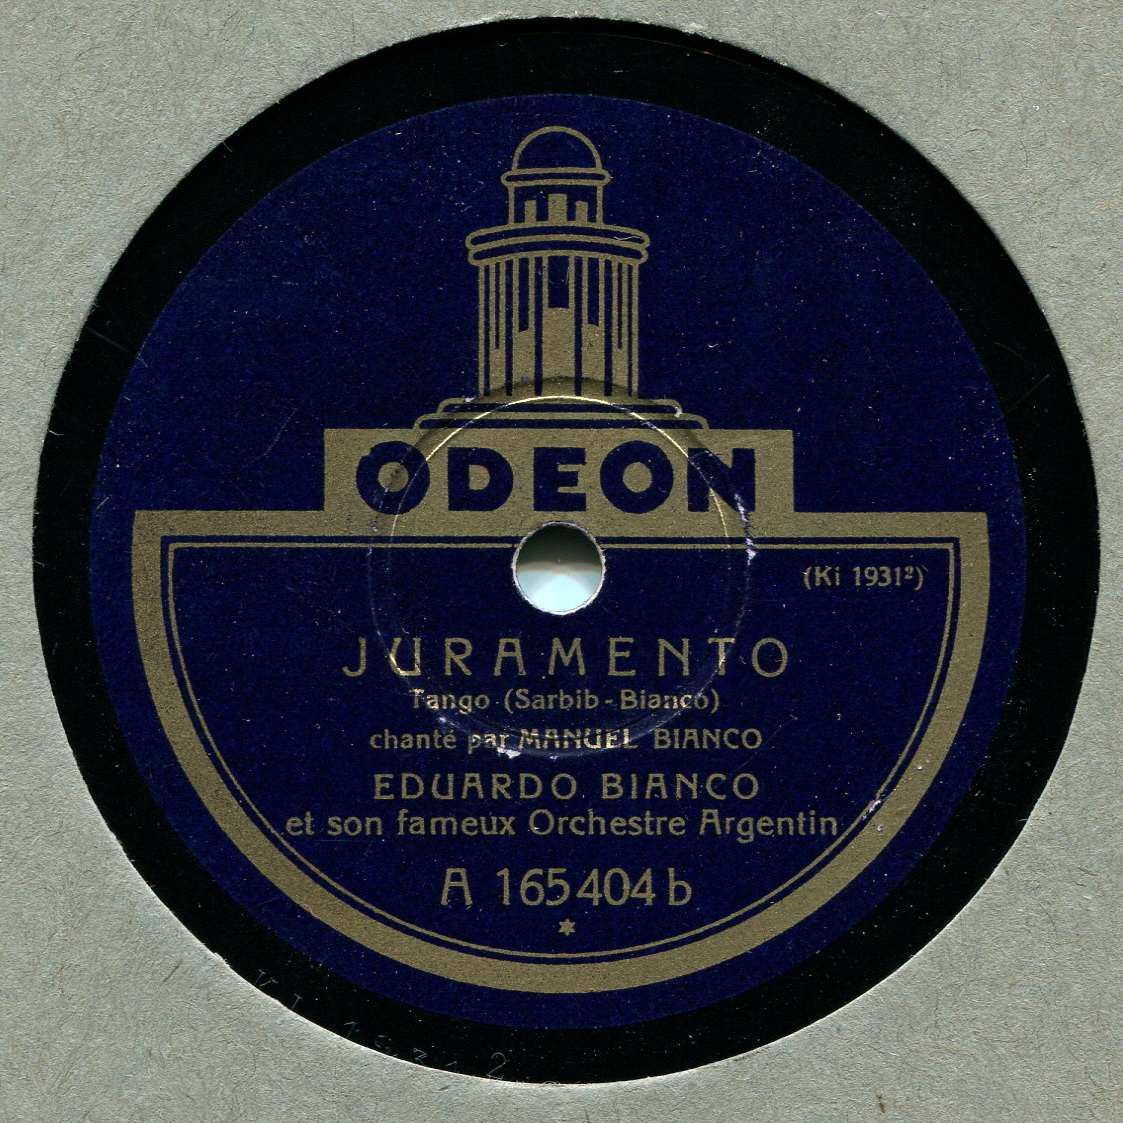 ODEON
(Ki 1931²)
JURAMENTO
Tango (Sarbib-Bianco)
chanté par MANUEL BIANCO
EDUARDO BIANCO
et son fameux Orchestre Argentin
A 165404 b